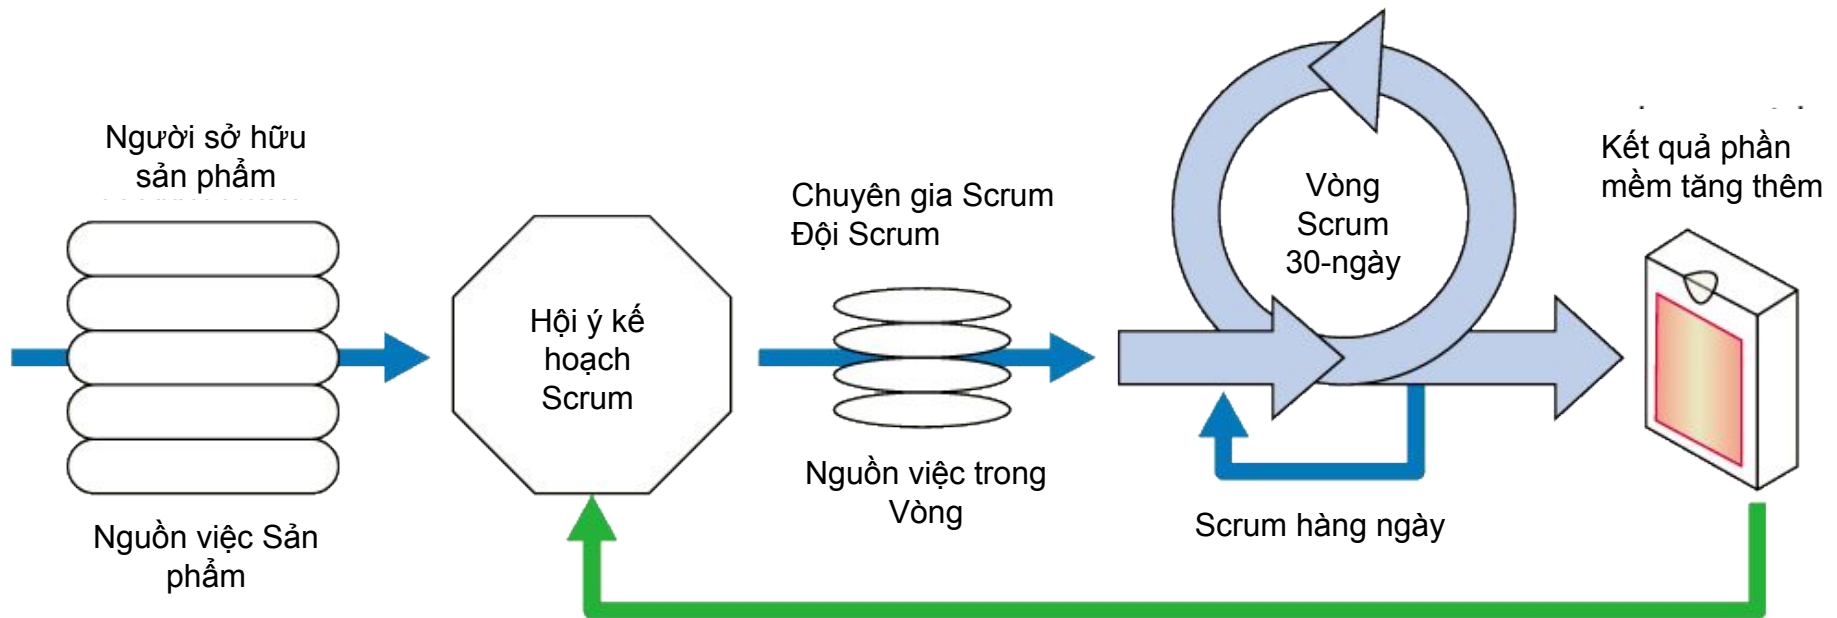 Người sở hữu
sản phẩm
Nguồn việc Sản
phẩm
Hội ý kế
hoạch
Scrum
Chuyên gia Scrum
Đội Scrum
Nguồn việc trong
Vòng
Vòng
Scrum
30-ngày
Scrum hàng ngày
Kết quả phần
mềm tăng thêm